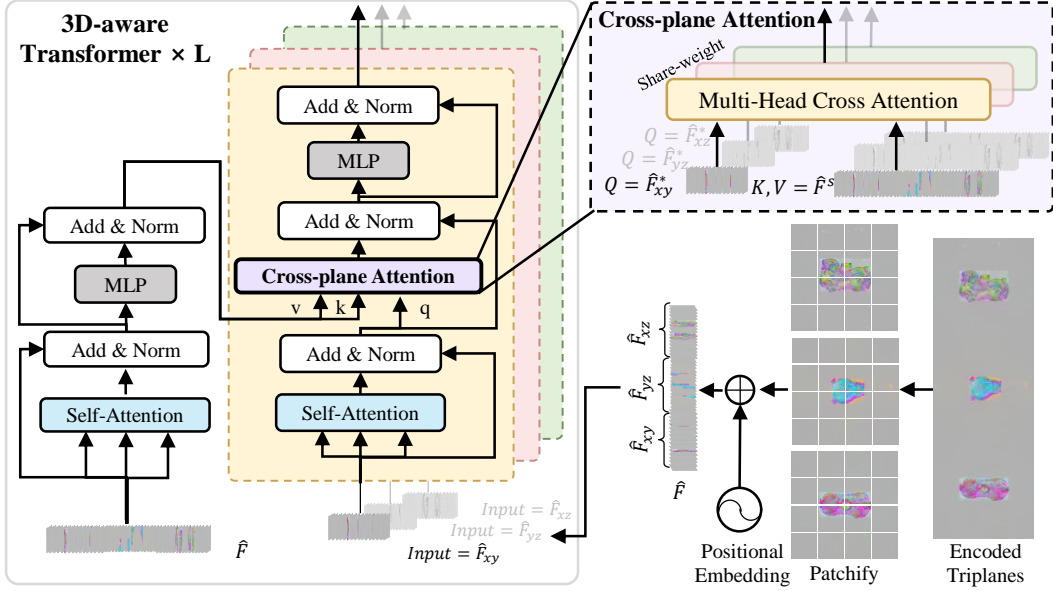 3D-aware
Transformer × L
Add & Norm
MLP
Add & Norm
Self-Attention
F̂
Add & Norm
MLP
Add & Norm
Cross-plane Attention
v
k
q
Add & Norm
Self-Attention
Input = F̂xz
Input = F̂yz
Input = F̂xy
Cross-plane Attention
Share-weight
Multi-Head Cross Attention
Q = F̂*xz
Q = F̂*yz
Q = F̂*xy
K, V = F̂ˢ
F̂xz
F̂yz
F̂xy
F̂
Positional
Embedding
Patchify
Encoded
Triplanes